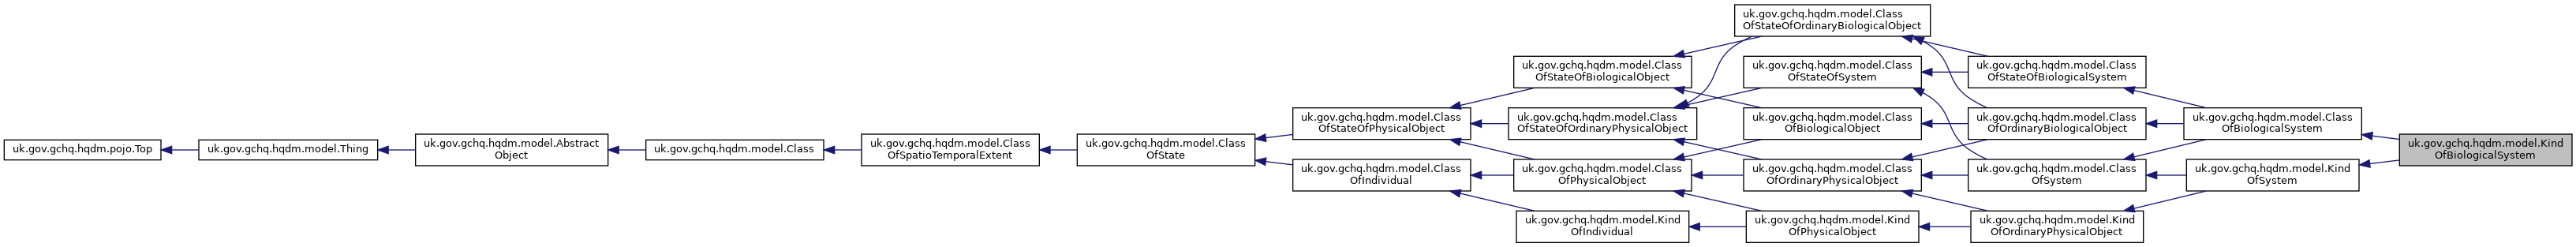 uk.gov.gchq.hqdm.pojo.Top
uk.gov.gchq.hqdm.model.Thing
uk.gov.gchq.hqdm.model.Abstract
Object
uk.gov.gchq.hqdm.model.Class
uk.gov.gchq.hqdm.model.Class
OfSpatioTemporalExtent
uk.gov.gchq.hqdm.model.Class
OfState
uk.gov.gchq.hqdm.model.Class
OfStateOfPhysicalObject
uk.gov.gchq.hqdm.model.Class
OfIndividual
uk.gov.gchq.hqdm.model.Class
OfStateOfBiologicalObject
uk.gov.gchq.hqdm.model.Class
OfStateOfOrdinaryPhysicalObject
uk.gov.gchq.hqdm.model.Class
OfPhysicalObject
uk.gov.gchq.hqdm.model.Kind
OfIndividual
uk.gov.gchq.hqdm.model.Class
OfStateOfOrdinaryBiologicalObject
uk.gov.gchq.hqdm.model.Class
OfStateOfSystem
uk.gov.gchq.hqdm.model.Class
OfBiologicalObject
uk.gov.gchq.hqdm.model.Class
OfOrdinaryPhysicalObject
uk.gov.gchq.hqdm.model.Kind
OfPhysicalObject
uk.gov.gchq.hqdm.model.Class
OfStateOfBiologicalSystem
uk.gov.gchq.hqdm.model.Class
OfOrdinaryBiologicalObject
uk.gov.gchq.hqdm.model.Class
OfSystem
uk.gov.gchq.hqdm.model.Kind
OfOrdinaryPhysicalObject
uk.gov.gchq.hqdm.model.Class
OfBiologicalSystem
uk.gov.gchq.hqdm.model.Kind
OfSystem
uk.gov.gchq.hqdm.model.Kind
OfBiologicalSystem